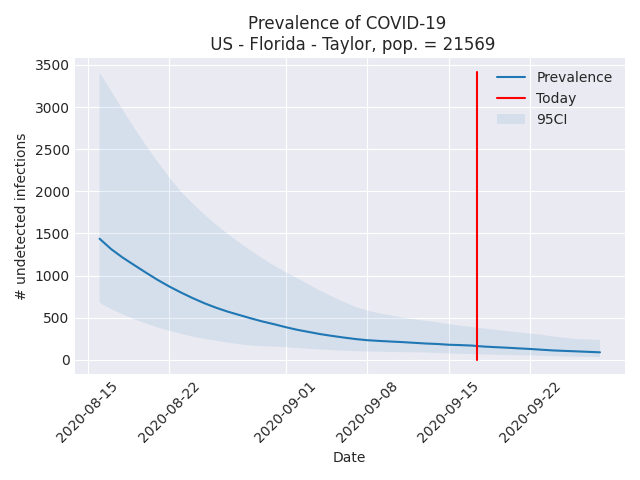 Prevalence of COVID-19
US - Florida - Taylor, pop. = 21569
3500
3000
2500
2000
1500
1000
500
0
# undetected infections
Prevalence
Today
95CI
2020-08-15
2020-08-22
2020-09-01
2020-09-08
2020-09-15
2020-09-22
Date